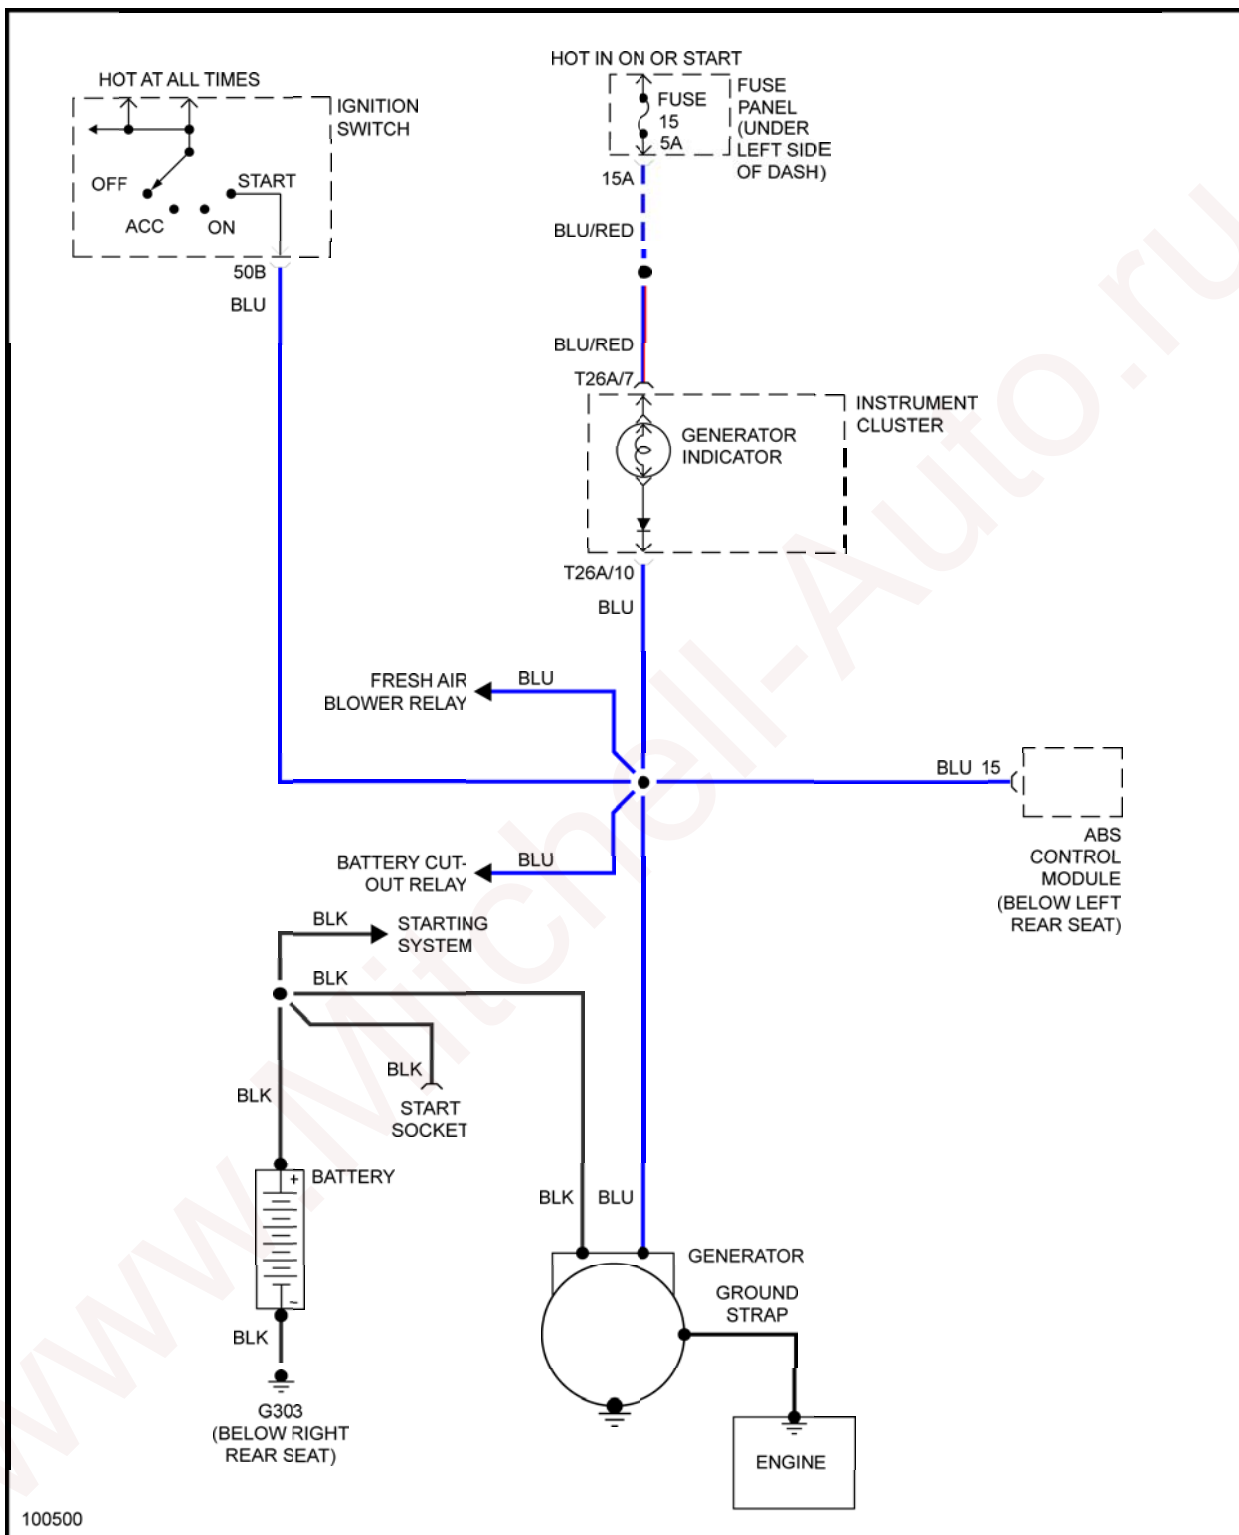 HOT AT ALL TIMES
IGNITION
SWITCH
OFF
START
ACC
ON
50B
BLU
HOT IN ON OR START
FUSE
15
5A
FUSE
PANEL
(UNDER
LEFT SIDE
OF DASH)
15A
BLU/RED
BLU/RED
T26A/7
INSTRUMENT
CLUSTER
GENERATOR
INDICATOR
T26A/10
BLU
FRESH AIR
BLOWER RELAY
BLU
BLU 15
ABS
CONTROL
MODULE
(BELOW LEFT
REAR SEAT)
BATTERY CUT-
OUT RELAY
BLU
BLK
STARTING
SYSTEM
BLK
BLK
START
SOCKET
BLK
+
BATTERY
-
BLK
G303
(BELOW RIGHT
REAR SEAT)
BLK BLU
GENERATOR
GROUND
STRAP
ENGINE
100500
www.Mitchell-Auto.ru